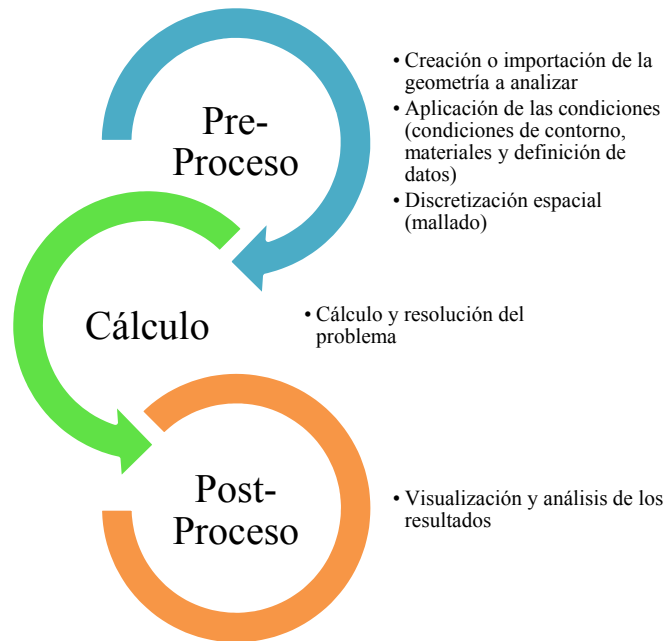 Pre-
Proceso
• Creación o importación de la
geometría a analizar
• Aplicación de las condiciones
(condiciones de contorno,
materiales y definición de
datos)
• Discretización espacial
(mallado)
Cálculo
• Cálculo y resolución del
problema
Post-
Proceso
• Visualización y análisis de los
resultados